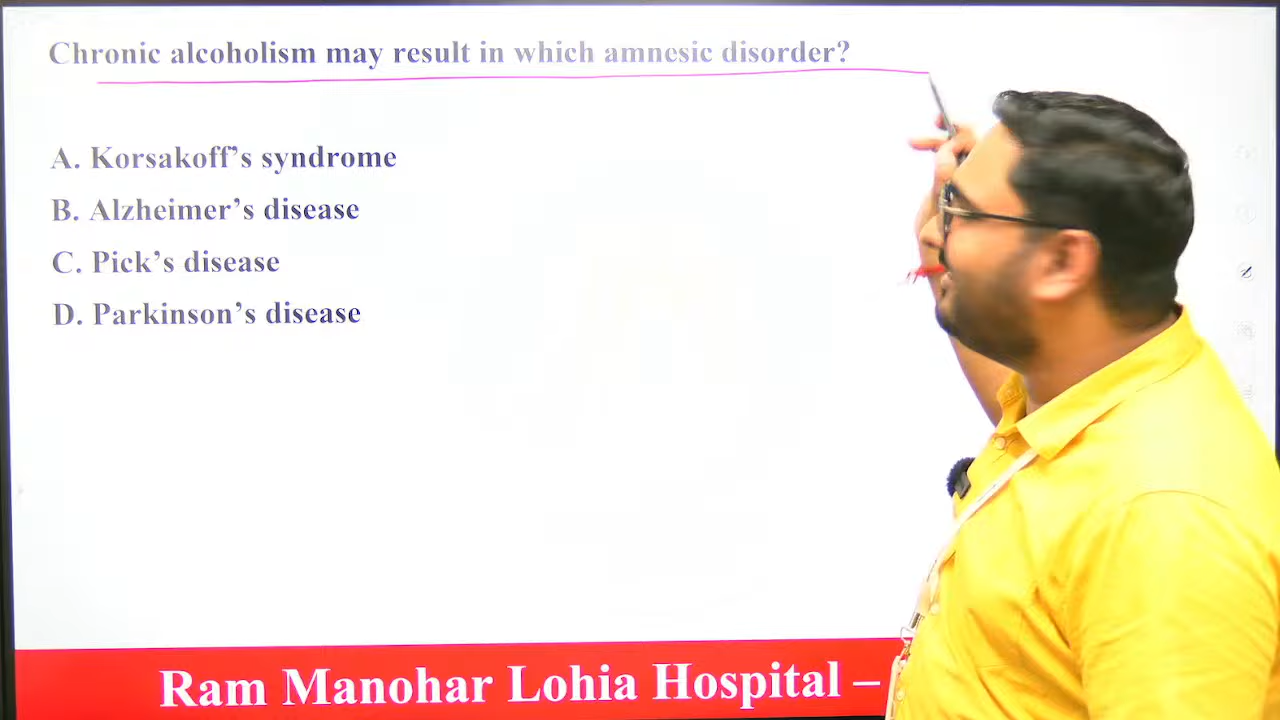 Chronic alcoholism may result in which amnesic disorder?
A. Korsakoff’s syndrome
B. Alzheimer’s disease
C. Pick’s disease
D. Parkinson’s disease
Ram Manohar Lohia Hospital –